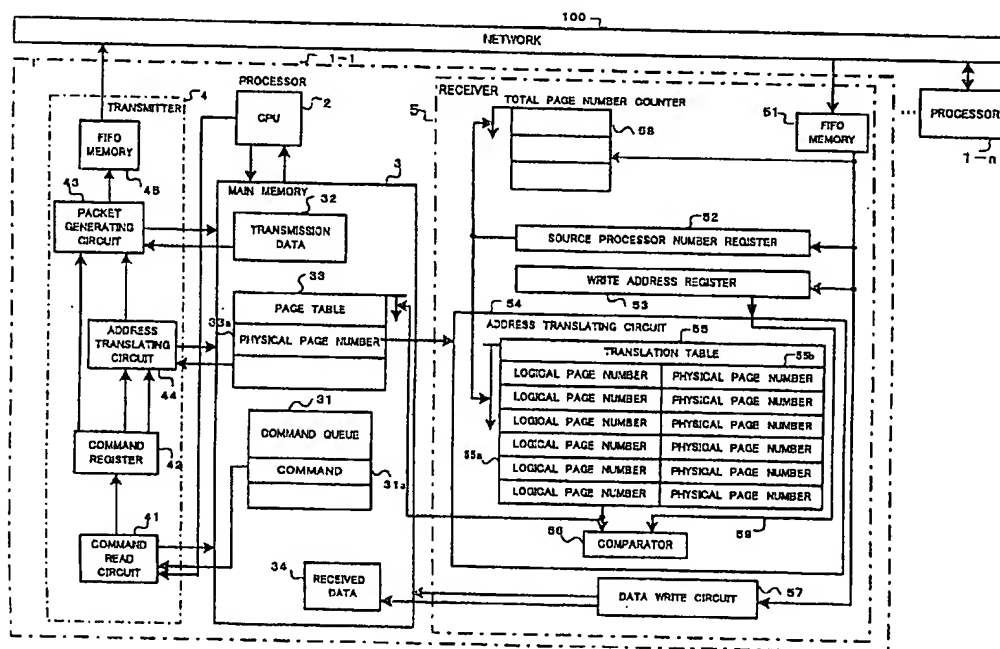 100
NETWORK
1-1
TRANSMITTER
4
FIFO
MEMORY
45
43
PACKET
GENERATING
CIRCUIT
ADDRESS
TRANSLATING
CIRCUIT
44
COMMAND
REGISTER
42
41
COMMAND
READ
CIRCUIT
PROCESSOR
2
CPU
3
MAIN MEMORY
32
TRANSMISSION
DATA
33
PAGE TABLE
33a
PHYSICAL PAGE NUMBER
31
COMMAND QUEUE
COMMAND
31a
34
RECEIVED
DATA
RECEIVER
5
TOTAL PAGE NUMBER COUNTER
58
51
FIFO
MEMORY
...
PROCESSOR
1-n
52
SOURCE PROCESSOR NUMBER REGISTER
WRITE ADDRESS REGISTER
53
54
ADDRESS TRANSLATING CIRCUIT
55
TRANSLATION TABLE
55b
LOGICAL PAGE NUMBER PHYSICAL PAGE NUMBER
LOGICAL PAGE NUMBER PHYSICAL PAGE NUMBER
LOGICAL PAGE NUMBER PHYSICAL PAGE NUMBER
LOGICAL PAGE NUMBER PHYSICAL PAGE NUMBER
55a
LOGICAL PAGE NUMBER PHYSICAL PAGE NUMBER
LOGICAL PAGE NUMBER PHYSICAL PAGE NUMBER
56
COMPARATOR
59
DATA WRITE CIRCUIT
57